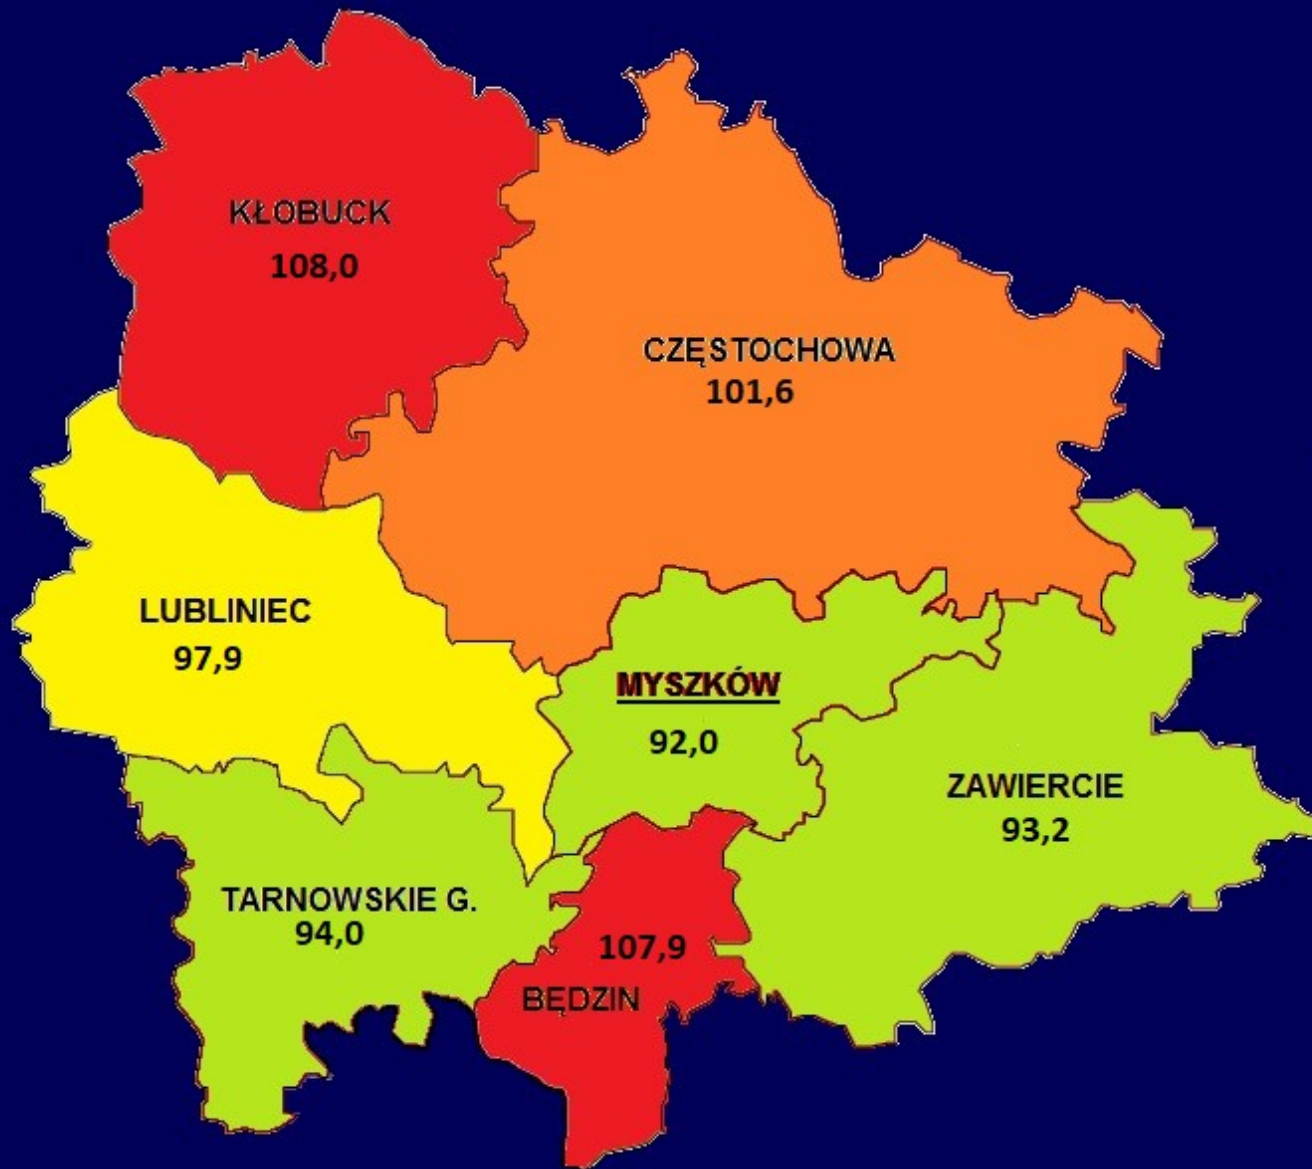 KŁOBUCK
108,0
CZĘSTOCHOWA
101,6
LUBLINIEC
97,9
MYSZKÓW
92,0
ZAWIERCIE
93,2
TARNOWSKIE G.
94,0
107,9
BĘDZIN